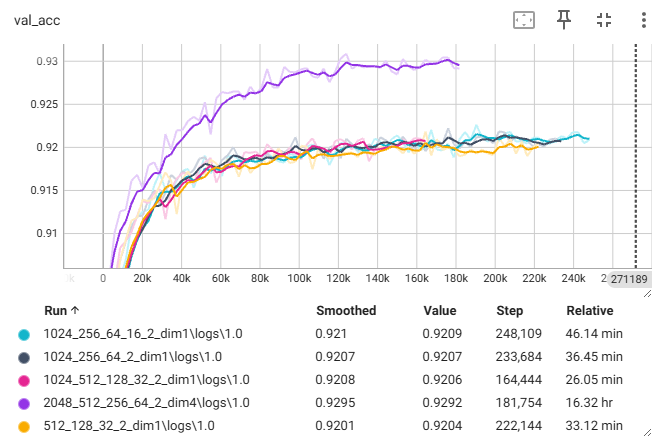 val_acc
0.93
0.925
0.92
0.915
0.91
0 20k 40k 60k 80k 100k 120k 140k 160k 180k 200k 220k 240k 271189
Run ↑ Smoothed Value Step Relative
1024_256_64_16_2_dim1\logs\1.0 0.921 0.9209 248,109 46.14 min
1024_256_64_2_dim1\logs\1.0 0.9207 0.9207 233,684 36.45 min
1024_512_128_32_2_dim1\logs\1.0 0.9208 0.9206 164,444 26.05 min
2048_512_256_64_2_dim4\logs\1.0 0.9295 0.9292 181,754 16.32 hr
512_128_32_2_dim1\logs\1.0 0.9201 0.9204 222,144 33.12 min